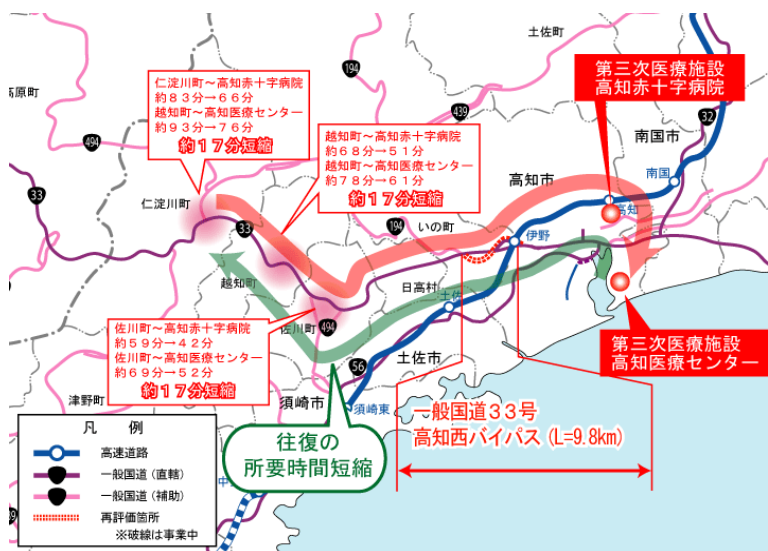 土佐町
第三次医療施設
高知赤十字病院
仁淀川町～高知赤十字病院
約83分→66分
越知町～高知医療センター
約93分→76分
約17分短縮
194
439
32
南国市
494
越知町～高知赤十字病院
約68分→51分
越知町～高知医療センター
約78分→61分
約17分短縮
南国
高知市
33
仁淀川町
高知
194
いの町
33
伊野
越知町
日高村
土佐
佐川町～高知赤十字病院
約59分→42分
佐川町～高知医療センター
約69分→52分
約17分短縮
佐川町
494
第三次医療施設
高知医療センター
土佐市
56
津野町
須崎市
須崎東
一般国道33号
高知西バイパス (L=9.8km)
往復の
所要時間短縮
凡 例
高速道路
一般国道(直轄)
一般国道(補助)
再評価箇所
※破線は事業中
中